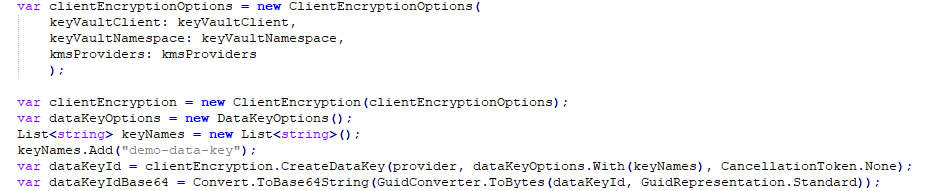 var clientEncryptionOptions = new ClientEncryptionOptions(
keyVaultClient: keyVaultClient,
keyVaultNamespace: keyVaultNamespace,
kmsProviders: kmsProviders
);
var clientEncryption = new ClientEncryption(clientEncryptionOptions);
var dataKeyOptions = new DataKeyOptions();
List<string> keyNames = new List<string>();
keyNames.Add("demo-data-key");
var dataKeyId = clientEncryption.CreateDataKey(provider, dataKeyOptions.With(keyNames), CancellationToken.None);
var dataKeyIdBase64 = Convert.ToBase64String(GuidConverter.ToBytes(dataKeyId, GuidRepresentation.Standard));